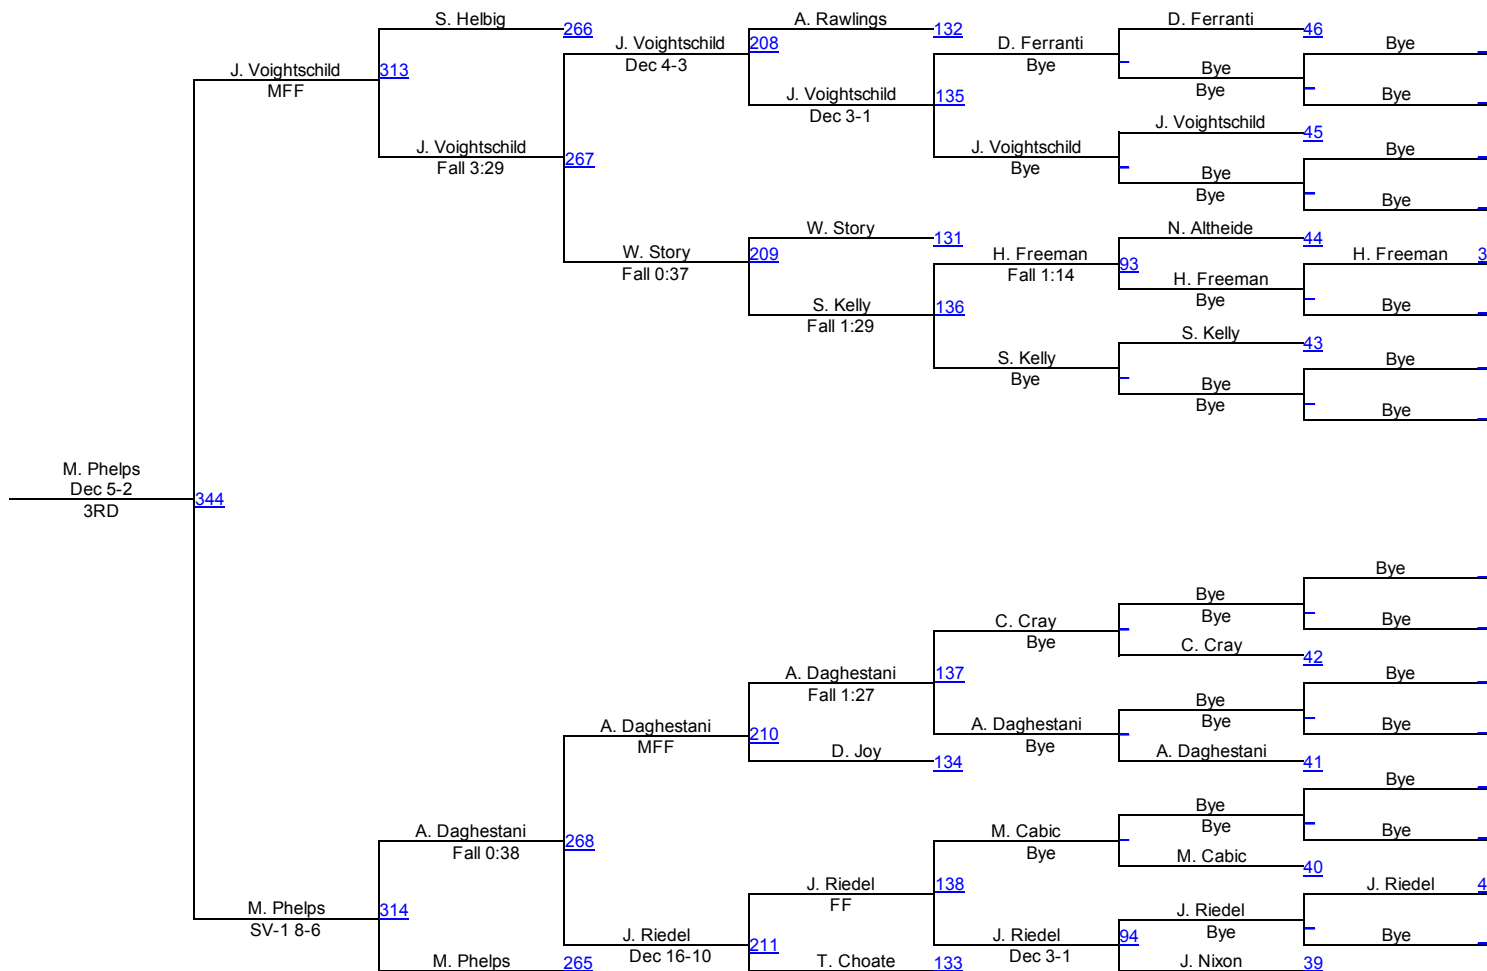 S. Helbig
266
J. Voightschild
313
MFF
J. Voightschild
Fall 3:29
267
J. Voightschild
208
Dec 4-3
A. Rawlings
132
J. Voightschild
135
Dec 3-1
D. Ferranti
Bye
D. Ferranti
46
Bye
Bye
Bye
Bye
J. Voightschild
Bye
J. Voightschild
45
Bye
Bye
Bye
Bye
W. Story
209
Fall 0:37
W. Story
131
S. Kelly
136
Fall 1:29
H. Freeman
93
Fall 1:14
N. Altheide
44
H. Freeman
Bye
H. Freeman
3
Bye
S. Kelly
Bye
S. Kelly
43
Bye
Bye
Bye
Bye
M. Phelps
Dec 5-2
344
3RD
A. Daghestani
268
Fall 0:38
M. Phelps
314
SV-1 8-6
M. Phelps
265
A. Daghestani
210
MFF
A. Daghestani
137
Fall 1:27
D. Joy
134
C. Cray
Bye
Bye
Bye
Bye
Bye
C. Cray
42
A. Daghestani
Bye
Bye
Bye
Bye
Bye
A. Daghestani
41
J. Riedel
211
Dec 16-10
J. Riedel
138
FF
T. Choate
133
M. Cabic
Bye
Bye
Bye
Bye
Bye
M. Cabic
40
J. Riedel
94
Dec 3-1
J. Riedel
Bye
J. Riedel
4
Bye
J. Nixon
39